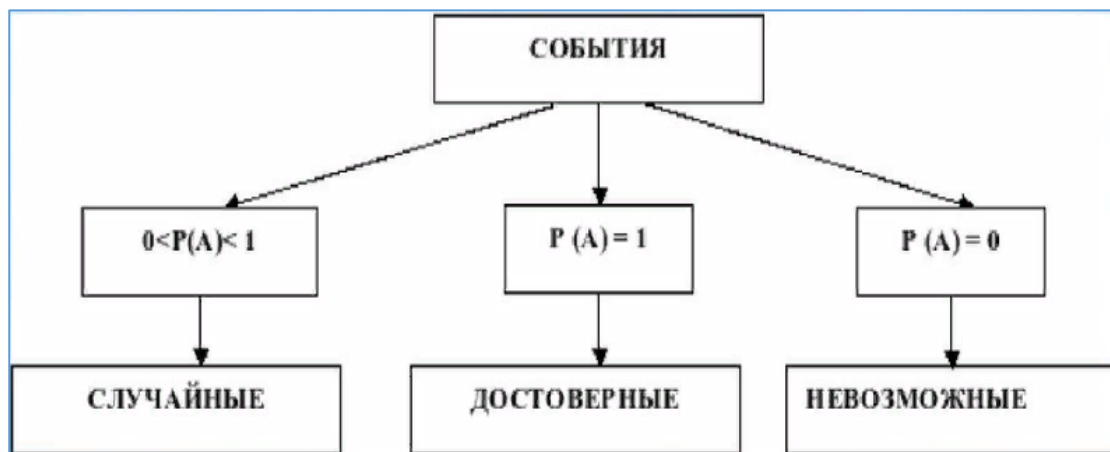 СОБЫТИЯ
0<P(A)< 1
P (A) = 1
P (A) = 0
СЛУЧАЙНЫЕ
ДОСТОВЕРНЫЕ
НЕВОЗМОЖНЫЕ